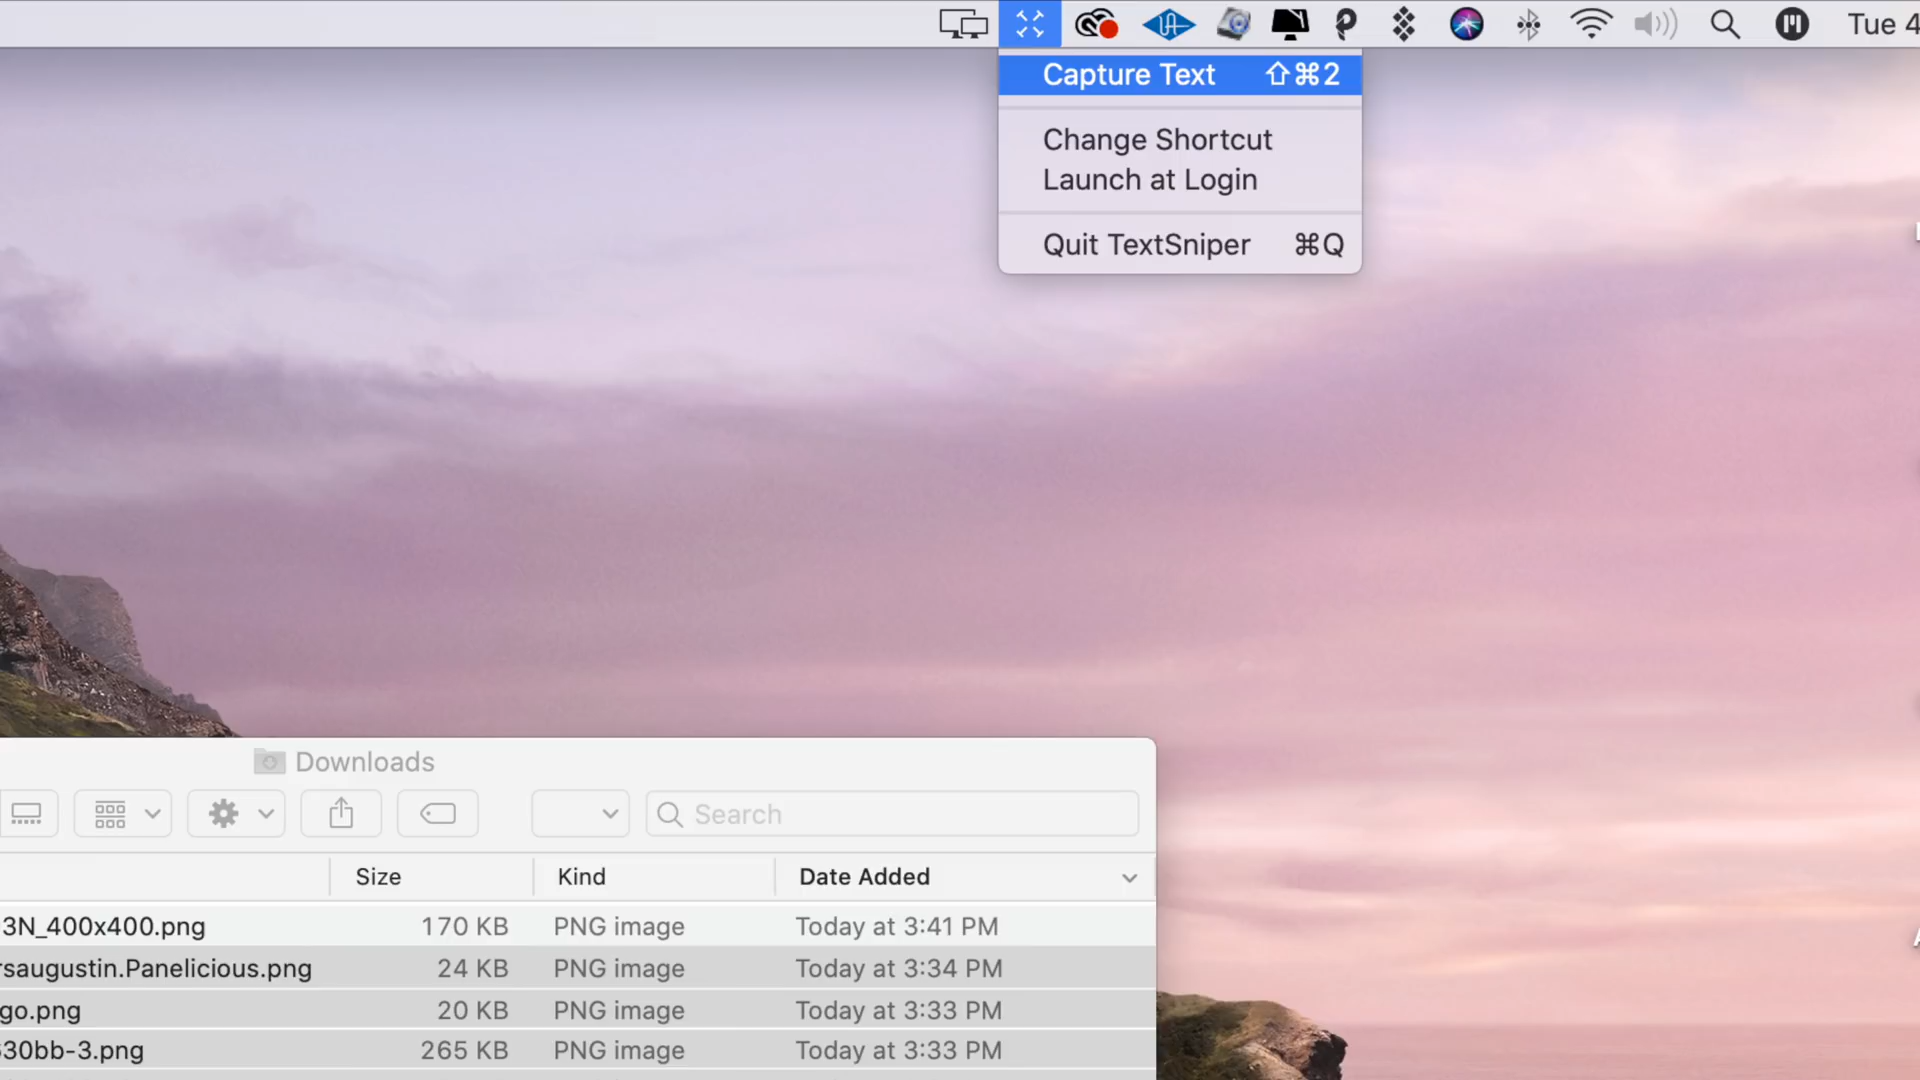 Tue 4
Capture Text ⇧⌘2
Change Shortcut
Launch at Login
Quit TextSniper ⌘Q
Downloads
Search
Size Kind Date Added
3N_400x400.png 170 KB PNG image Today at 3:41 PM
rsaugustin.Panelicious.png 24 KB PNG image Today at 3:34 PM
go.png 20 KB PNG image Today at 3:33 PM
30bb-3.png 265 KB PNG image Today at 3:33 PM